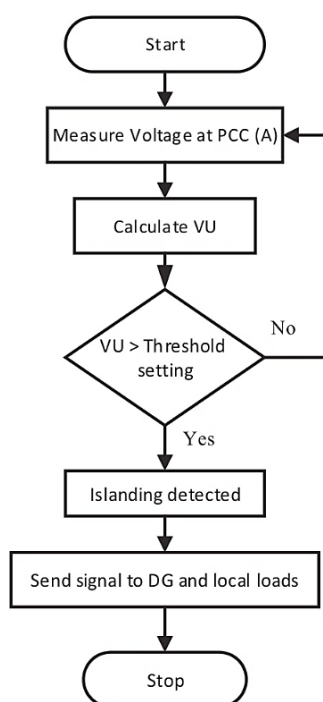 Start
Measure Voltage at PCC (A)
Calculate VU
VU > Threshold
setting
No
Yes
Islanding detected
Send signal to DG and local loads
Stop